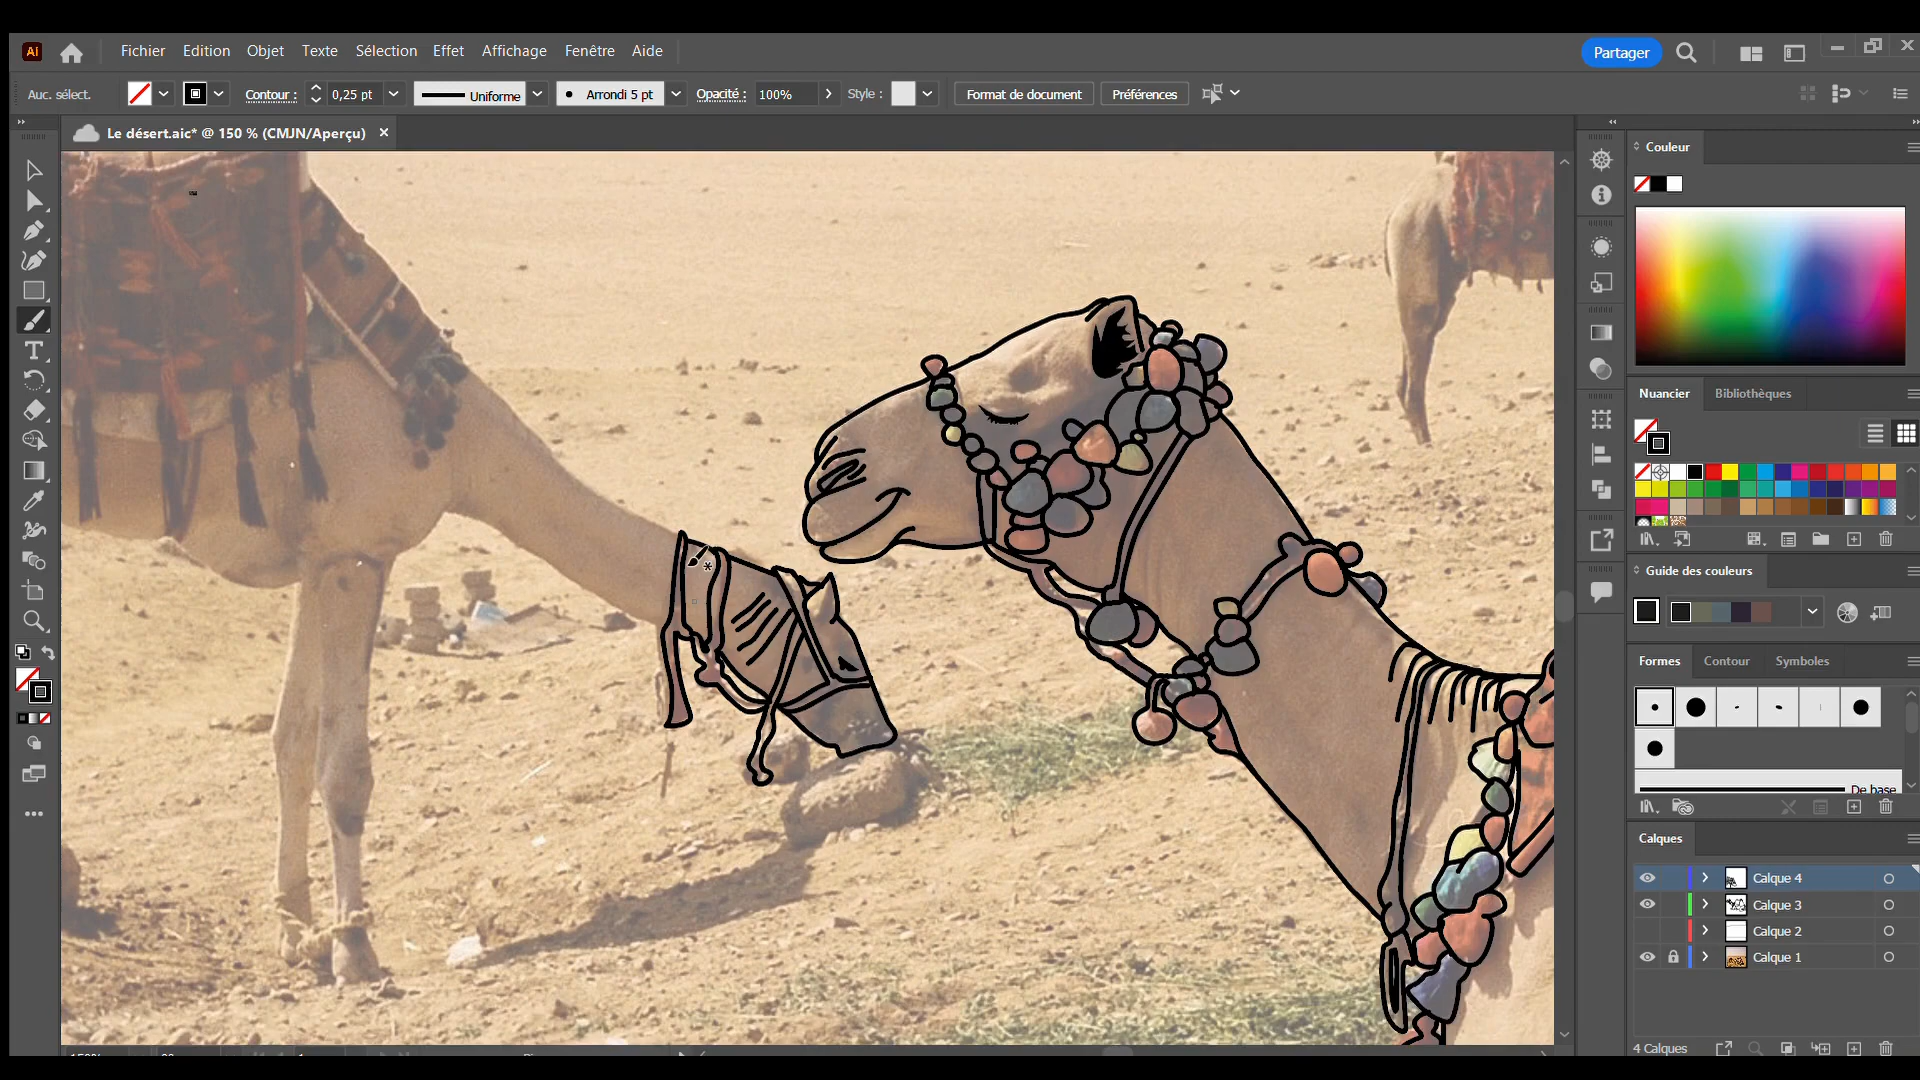 Ai Fichier Edition Objet Texte Sélection Effet Affichage Fenêtre Aide Partager
Auc. sélect. Contour : 0,25 pt Uniforme Arrondi 5 pt Opacité : 100% Style : Format de document Préférences
Le désert.aic* @ 150 % (CMJN/Aperçu)
Couleur
Nuancier Bibliothèques
Guide des couleurs
Formes Contour Symboles
De base
Calques
Calque 4
Calque 3
Calque 2
Calque 1
4 Calques